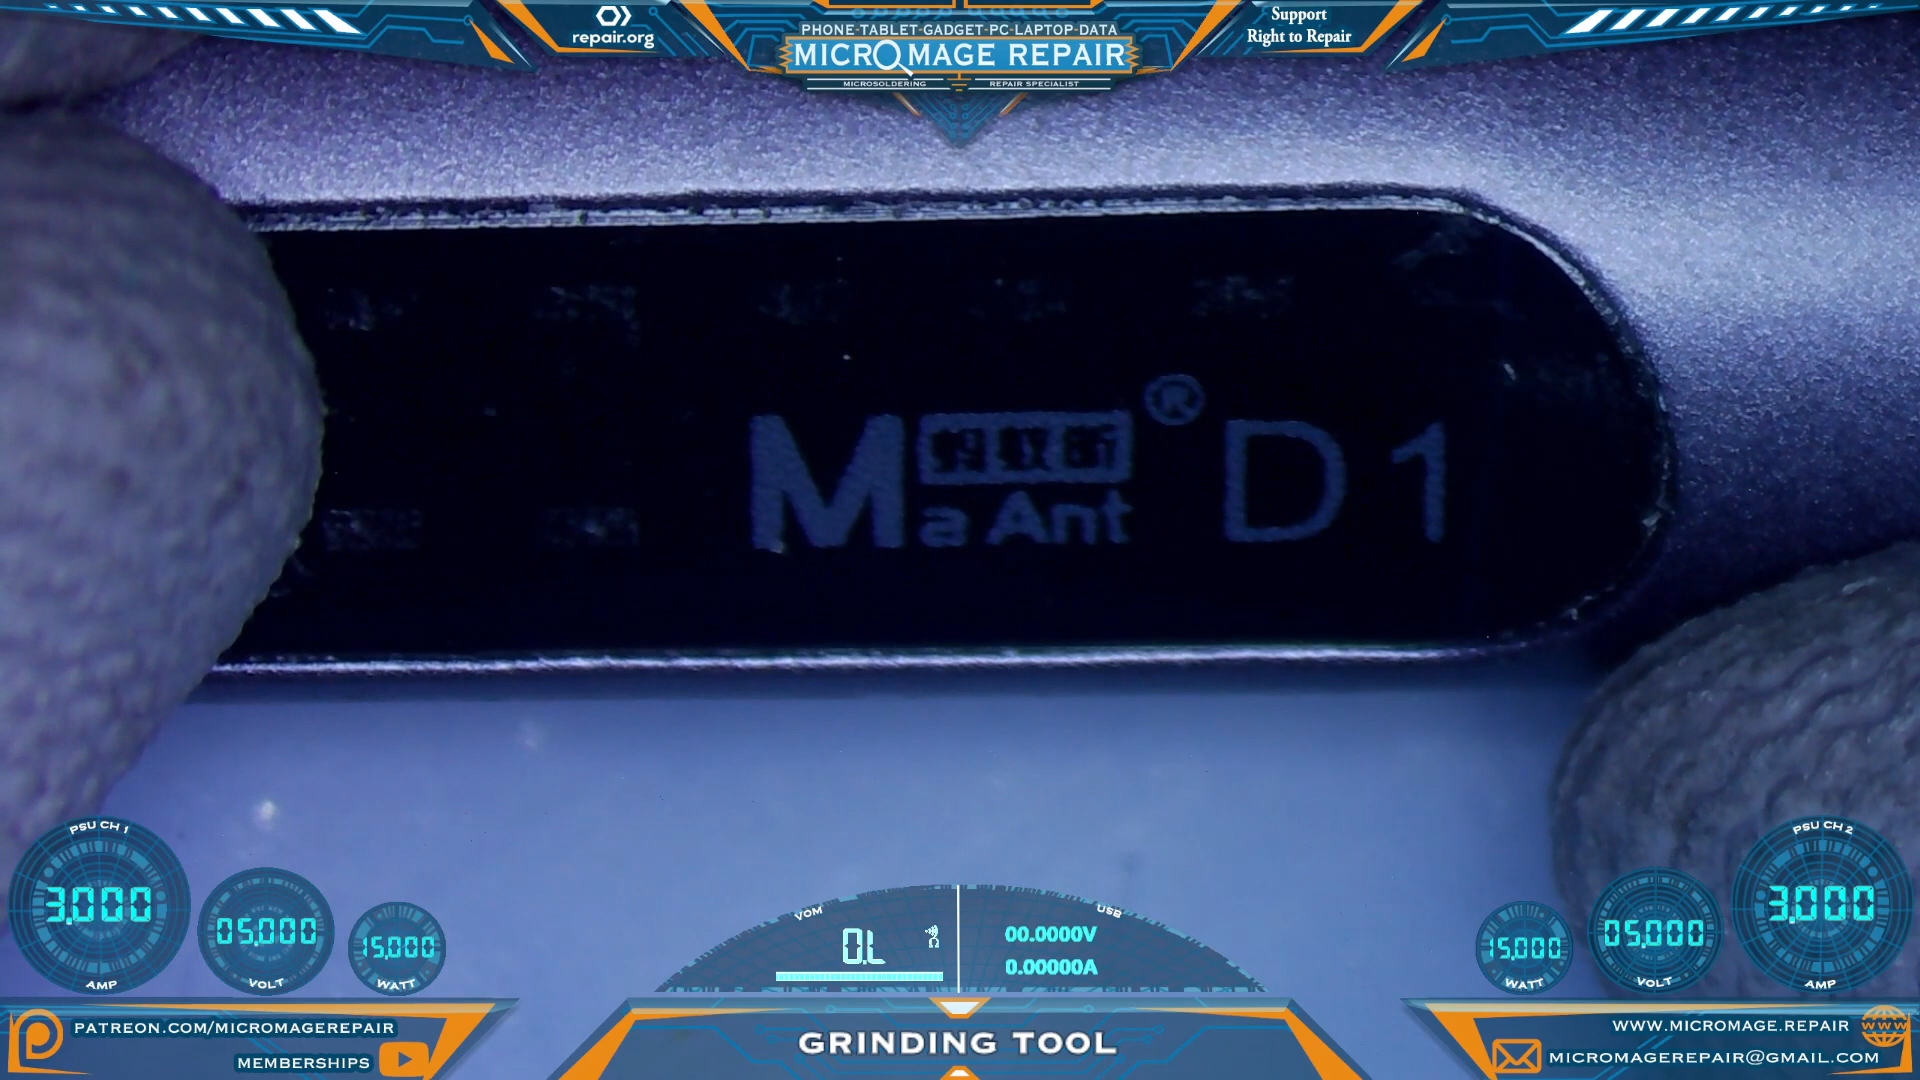 repair.org
PHONE-TABLET-GADGET-PC-LAPTOP-DATA
MICROMAGE REPAIR
MICROSOLDERING REPAIR SPECIALIST
Support
Right to Repair
M a Ant ® D1
PSU CH 1
3.000
AMP
05.000
VOLT
15.000
WATT
VOM
0.L
Ω
USB
00.0000V
0.00000A
15.000
WATT
05.000
VOLT
PSU CH 2
3.000
AMP
PATREON.COM/MICROMAGEREPAIR
MEMBERSHIPS
GRINDING TOOL
WWW.MICROMAGE.REPAIR
WWW
MICROMAGEREPAIR@GMAIL.COM